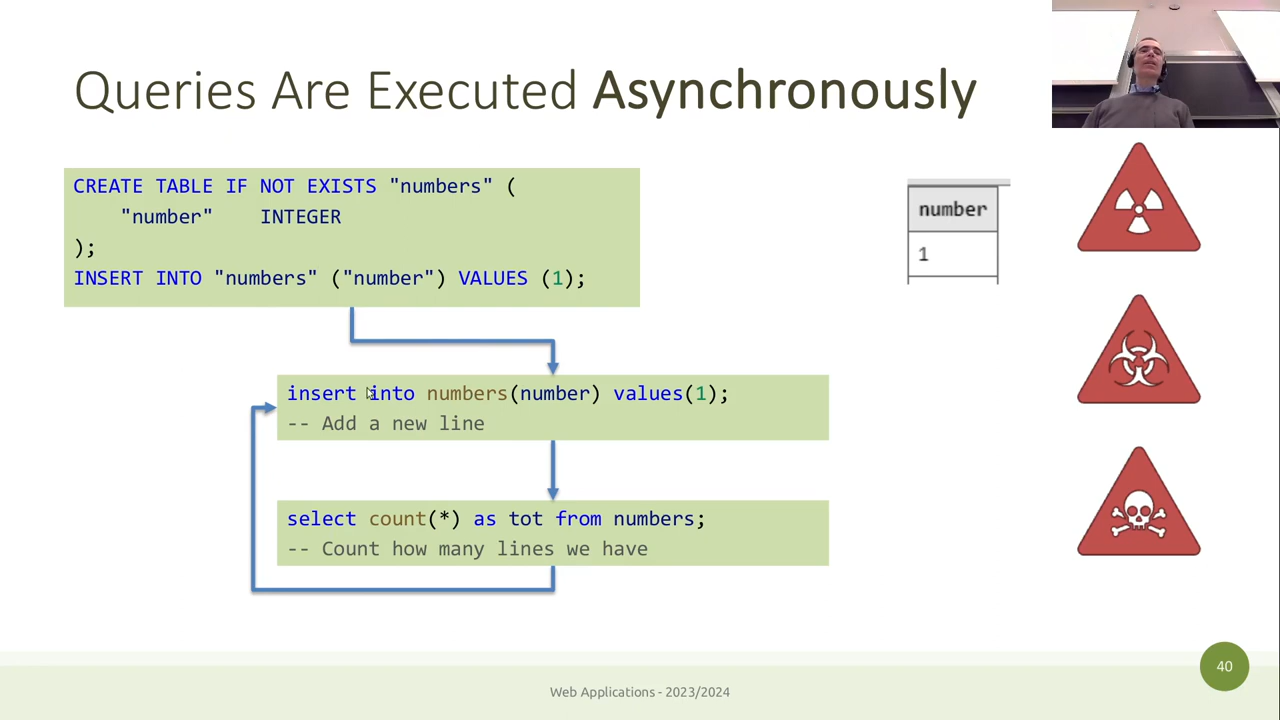 Queries Are Executed Asynchronously
CREATE TABLE IF NOT EXISTS "numbers" (
"number" INTEGER
);
INSERT INTO "numbers" ("number") VALUES (1);
number
1
insert into numbers(number) values(1);
-- Add a new line
select count(*) as tot from numbers;
-- Count how many lines we have
40
Web Applications - 2023/2024